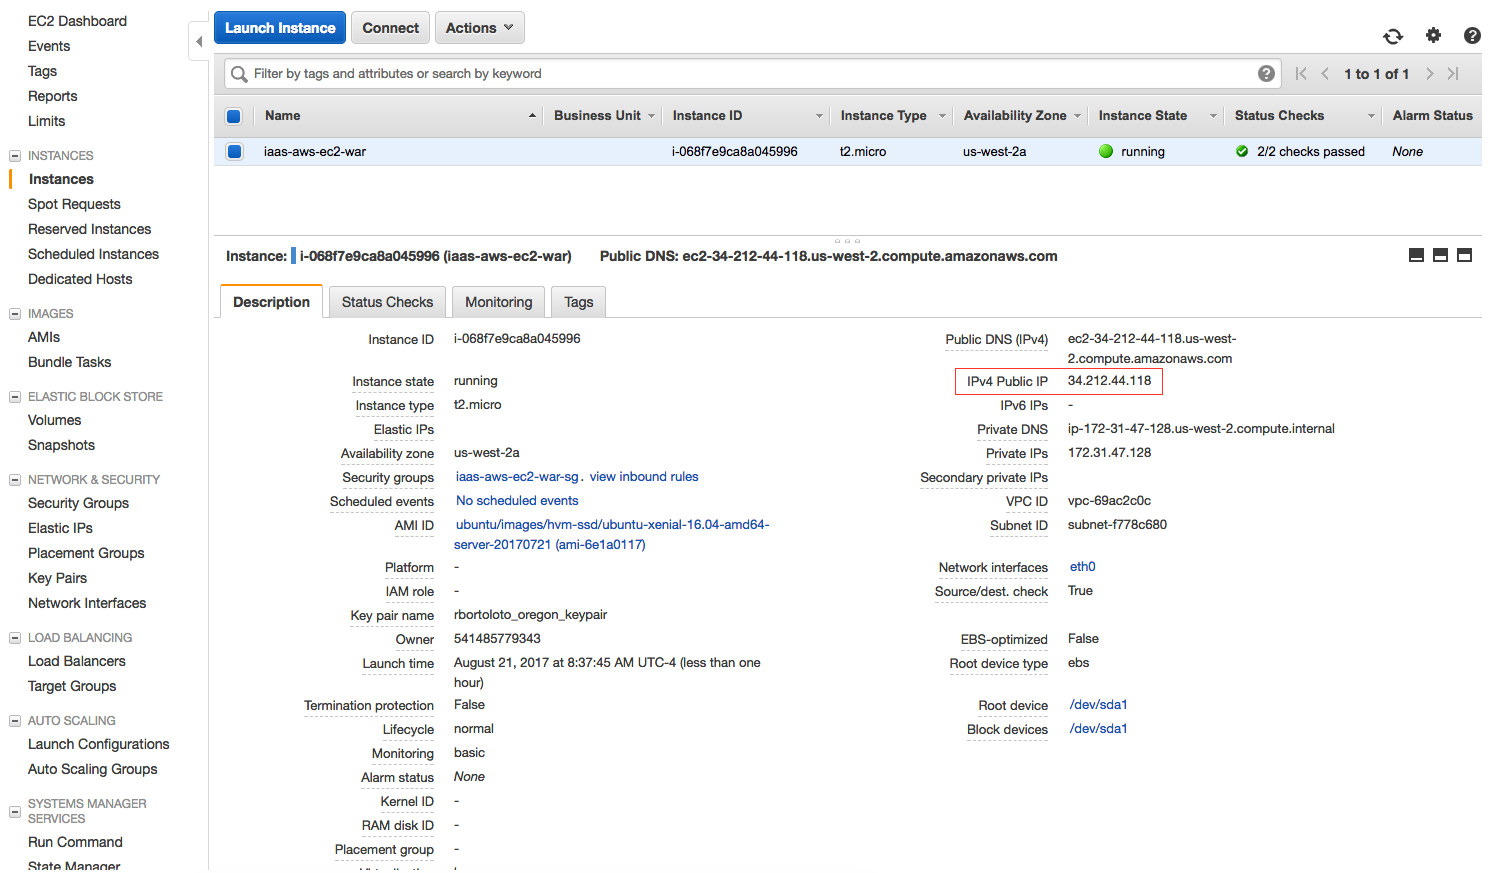 EC2 Dashboard
Events
Tags
Reports
Limits
INSTANCES
Instances
Spot Requests
Reserved Instances
Scheduled Instances
Dedicated Hosts
IMAGES
AMIs
Bundle Tasks
ELASTIC BLOCK STORE
Volumes
Snapshots
NETWORK & SECURITY
Security Groups
Elastic IPs
Placement Groups
Key Pairs
Network Interfaces
LOAD BALANCING
Load Balancers
Target Groups
AUTO SCALING
Launch Configurations
Auto Scaling Groups
SYSTEMS MANAGER
SERVICES
Run Command
State Manager
Launch Instance Connect Actions
Filter by tags and attributes or search by keyword ? 1 to 1 of 1
Name Business Unit Instance ID Instance Type Availability Zone Instance State Status Checks Alarm Status
iaas-aws-ec2-war i-068f7e9ca8a045996 t2.micro us-west-2a running 2/2 checks passed None
Instance: i-068f7e9ca8a045996 (iaas-aws-ec2-war) Public DNS: ec2-34-212-44-118.us-west-2.compute.amazonaws.com
Description Status Checks Monitoring Tags
Instance ID i-068f7e9ca8a045996
Instance state running
Instance type t2.micro
Elastic IPs
Availability zone us-west-2a
Security groups iaas-aws-ec2-war-sg. view inbound rules
Scheduled events No scheduled events
AMI ID ubuntu/images/hvm-ssd/ubuntu-xenial-16.04-amd64-
server-20170721 (ami-6e1a0117)
Platform -
IAM role -
Key pair name rbortoloto_oregon_keypair
Owner 541485779343
Launch time August 21, 2017 at 8:37:45 AM UTC-4 (less than one
hour)
Termination protection False
Lifecycle normal
Monitoring basic
Alarm status None
Kernel ID -
RAM disk ID -
Placement group -
Public DNS (IPv4) ec2-34-212-44-118.us-west-
2.compute.amazonaws.com
IPv4 Public IP 34.212.44.118
IPv6 IPs -
Private DNS ip-172-31-47-128.us-west-2.compute.internal
Private IPs 172.31.47.128
Secondary private IPs
VPC ID vpc-69ac2c0c
Subnet ID subnet-f778c680
Network interfaces eth0
Source/dest. check True
EBS-optimized False
Root device type ebs
Root device /dev/sda1
Block devices /dev/sda1